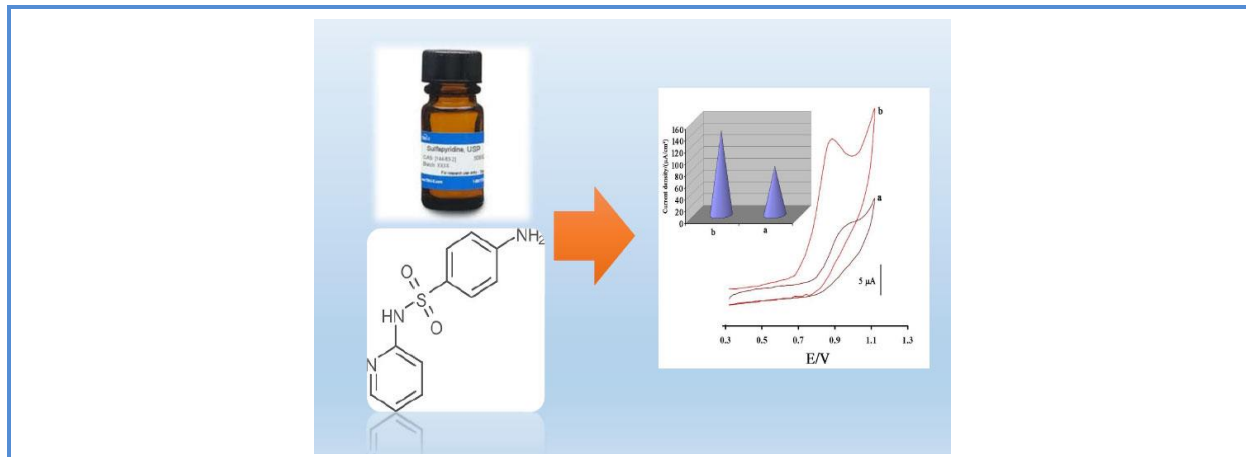 Sulfapyridine, USP
NH₂
O
S
HN
O
N
Current density/(µA/cm²)
160
140
120
100
80
60
40
20
0
b
a
b
a
5 µA
0.3 0.5 0.7 0.9 1.1 1.3
E/V